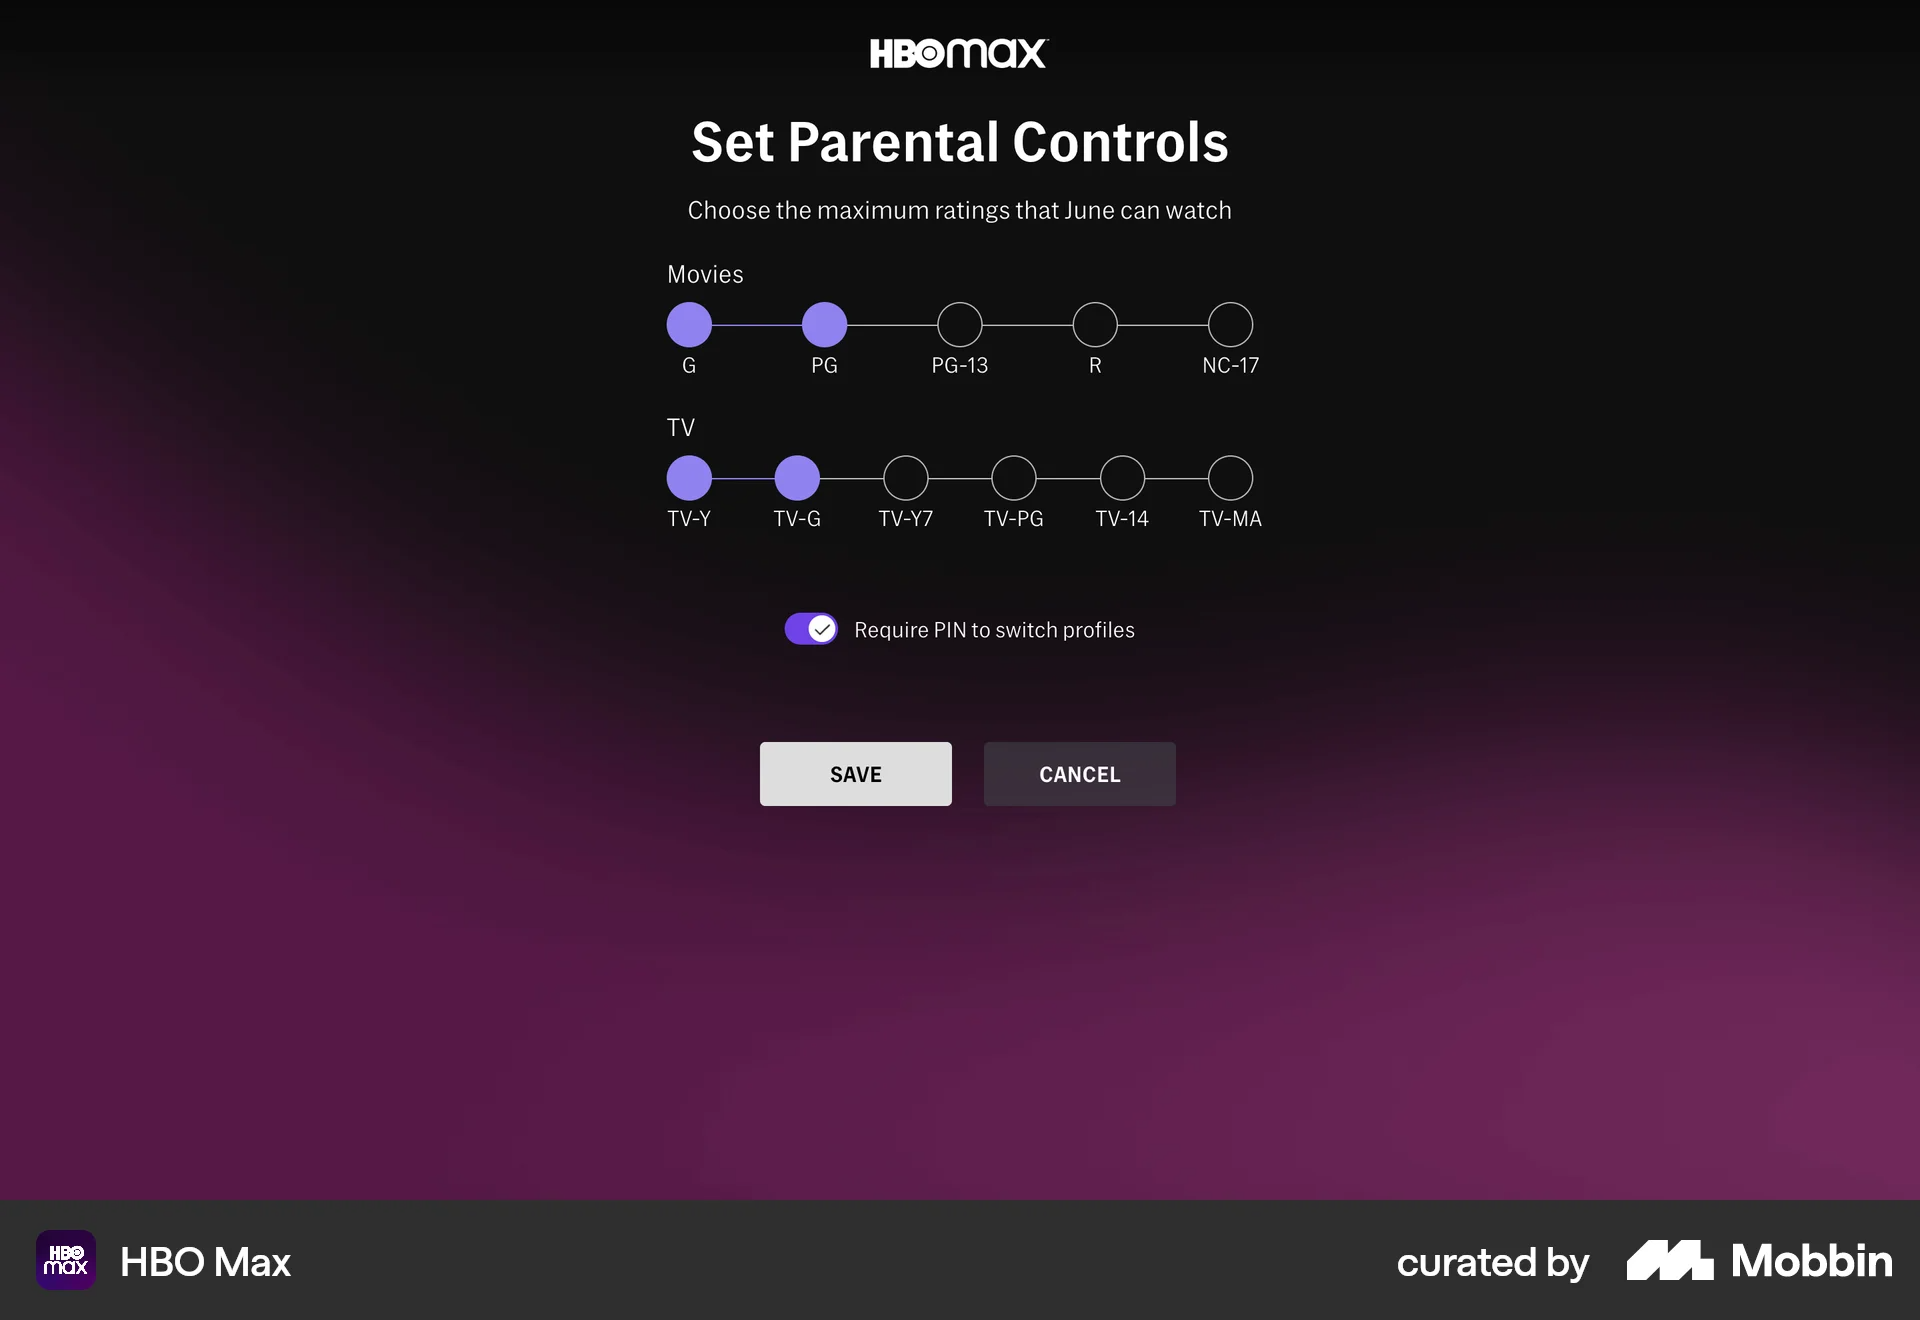 HBOmax
Set Parental Controls
Choose the maximum ratings that June can watch
Movies
G PG PG-13 R NC-17
TV
TV-Y TV-G TV-Y7 TV-PG TV-14 TV-MA
Require PIN to switch profiles
SAVE CANCEL
HBO
max
HBO Max
curated by Mobbin